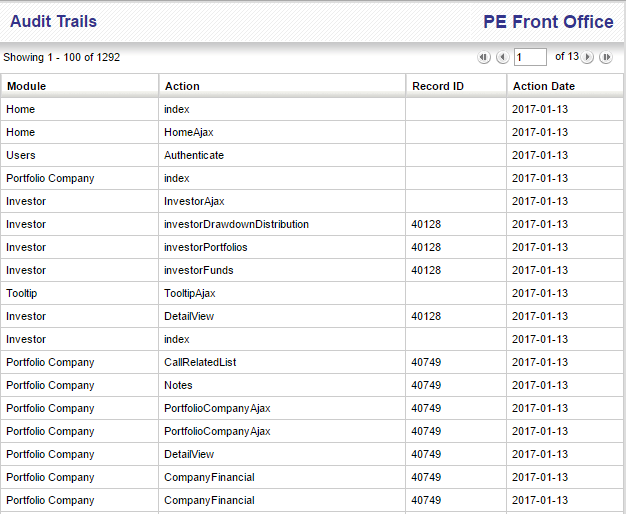 Audit Trails PE Front Office
Showing 1 - 100 of 1292 1 of 13
Module Action Record ID Action Date
Home index 2017-01-13
Home HomeAjax 2017-01-13
Users Authenticate 2017-01-13
Portfolio Company index 2017-01-13
Investor InvestorAjax 2017-01-13
Investor investorDrawdownDistribution 40128 2017-01-13
Investor investorPortfolios 40128 2017-01-13
Investor investorFunds 40128 2017-01-13
Tooltip TooltipAjax 2017-01-13
Investor DetailView 40128 2017-01-13
Investor index 2017-01-13
Portfolio Company CallRelatedList 40749 2017-01-13
Portfolio Company Notes 40749 2017-01-13
Portfolio Company PortfolioCompanyAjax 40749 2017-01-13
Portfolio Company PortfolioCompanyAjax 40749 2017-01-13
Portfolio Company DetailView 40749 2017-01-13
Portfolio Company CompanyFinancial 40749 2017-01-13
Portfolio Company CompanyFinancial 40749 2017-01-13